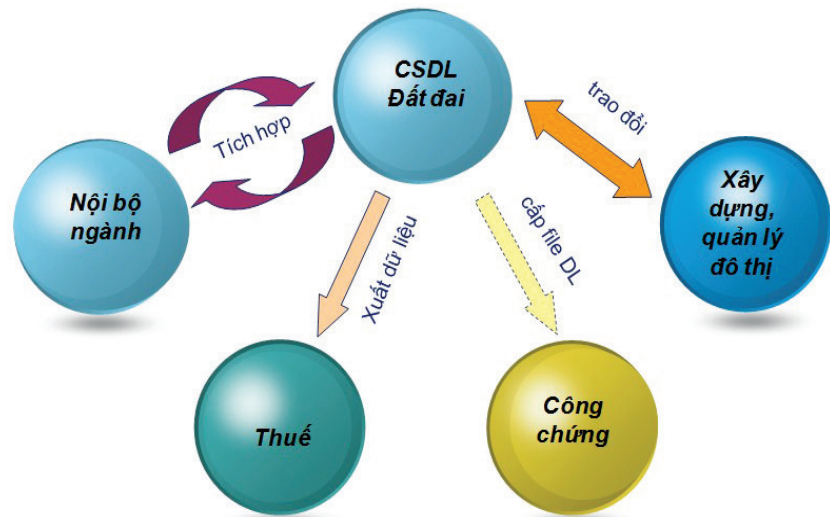 CSDL
Đất đai
Tích hợp
trao đổi
Nội bộ
ngành
Xây
dựng,
quản lý
đô thị
Xuất dữ liệu
cấp file DL
Thuế
Công
chứng